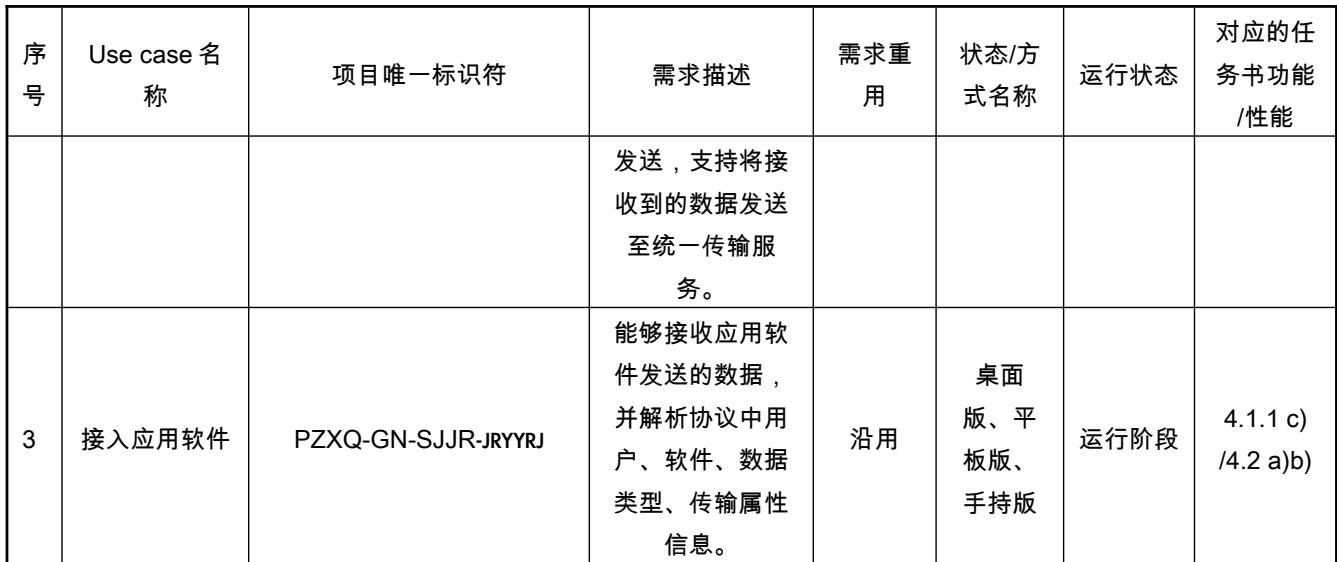 序号
Use case 名称
项目唯一标识符
需求描述
需求重用
状态/方式名称
运行状态
对应的任务书功能/性能
发送，支持将接
收到的数据发送
至统一传输服
务。
3
接入应用软件
PZXQ-GN-SJJR-JRYYRJ
能够接收应用软
件发送的数据，
并解析协议中用
户、软件、数据
类型、传输属性
信息。
沿用
桌面
版、平
板版、
手持版
运行阶段
4.1.1 c)
/4.2 a)b)